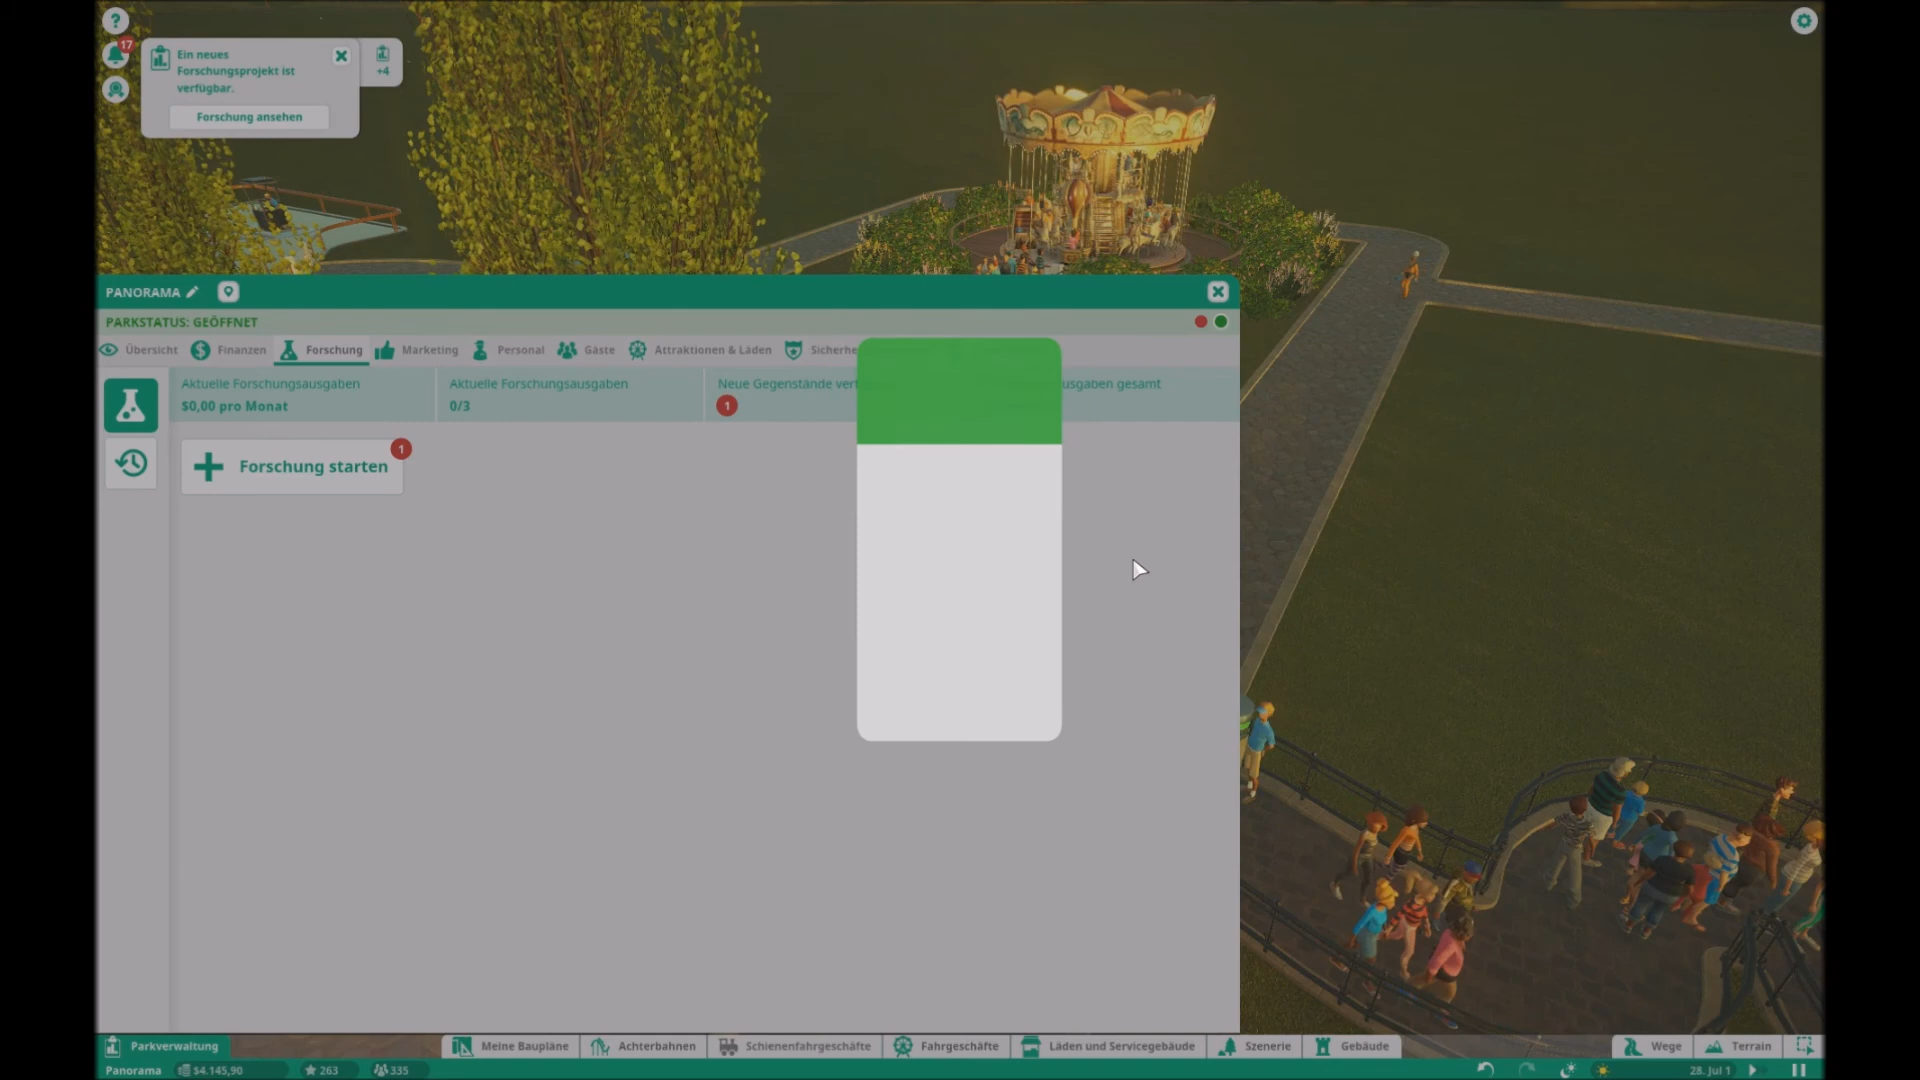 ?
17
Ein neues
Forschungsprojekt ist
verfügbar.
+4
Forschung ansehen
PANORAMA
PARKSTATUS: GEÖFFNET
Übersicht
Finanzen
Forschung
Marketing
Personal
Gäste
Attraktionen & Läden
Aktuelle Forschungsausgaben
Aktuelle Forschungsausgaben
Neue Gegenstände
gesamt
$0,00 pro Monat
0/3
1
1
Forschung starten
Parkverwaltung
Meine Baupläne
Achterbahnen
Schienenfahrgeschäfte
Fahrgeschäfte
Läden und Servicegebäude
Szenerie
Gebäude
Wege
Terrain
Panorama
$4.145,90
263
335
28. Jul 1